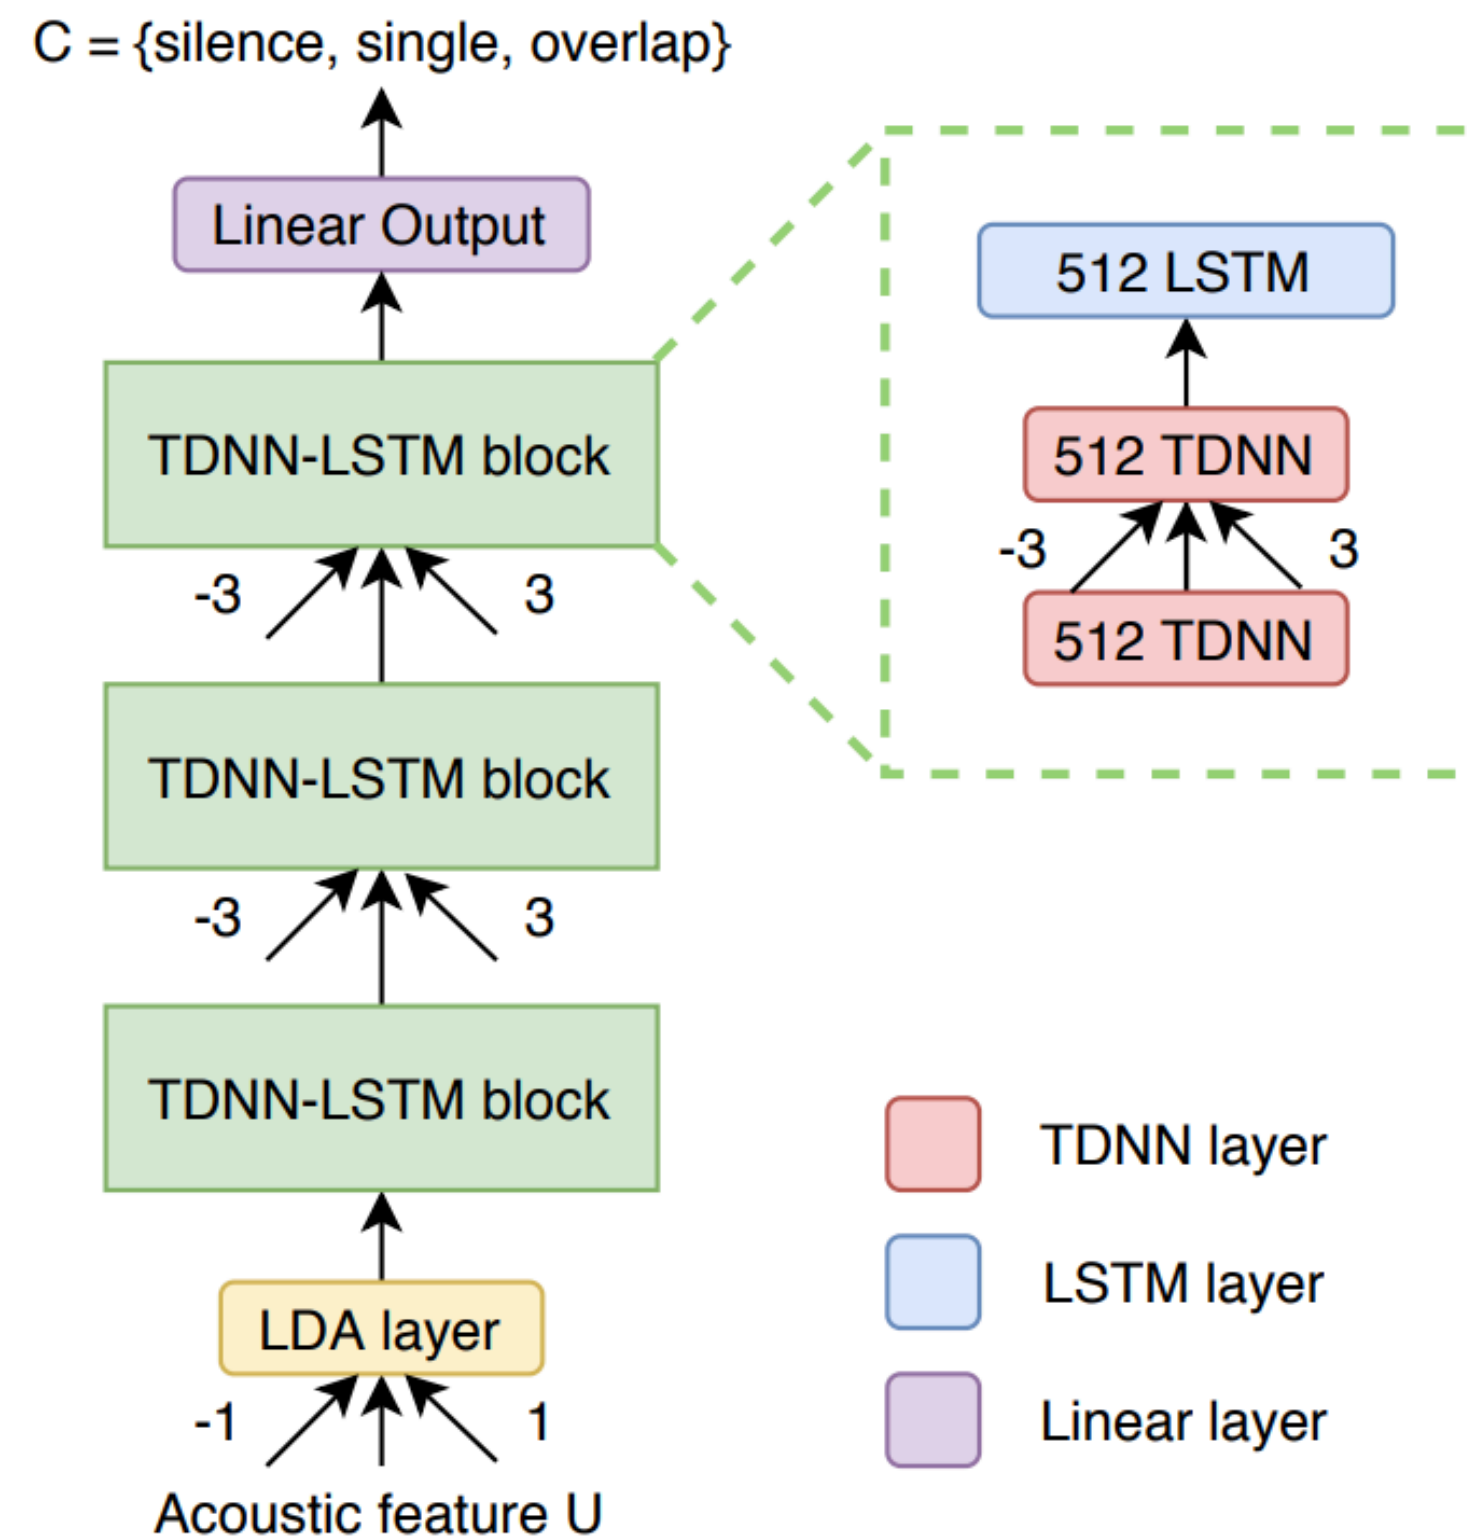 C = {silence, single, overlap}
Linear Output
TDNN-LSTM block
-3 3
TDNN-LSTM block
-3 3
TDNN-LSTM block
LDA layer
-1 1
Acoustic feature U
512 LSTM
512 TDNN
-3 3
512 TDNN
TDNN layer
LSTM layer
Linear layer